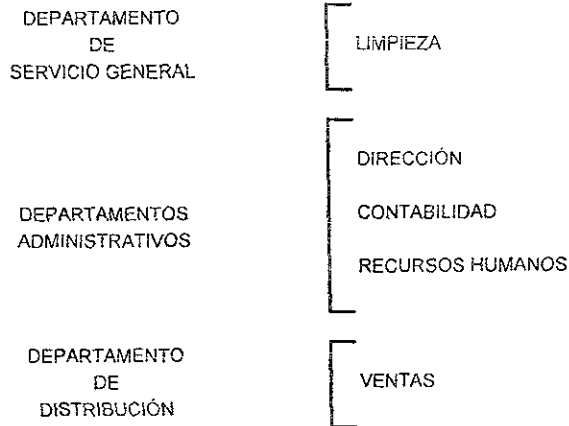 DEPARTAMENTO
DE
SERVICIO GENERAL
LIMPIEZA
DEPARTAMENTOS
ADMINISTRATIVOS
DIRECCIÓN
CONTABILIDAD
RECURSOS HUMANOS
DEPARTAMENTO
DE
DISTRIBUCIÓN
VENTAS